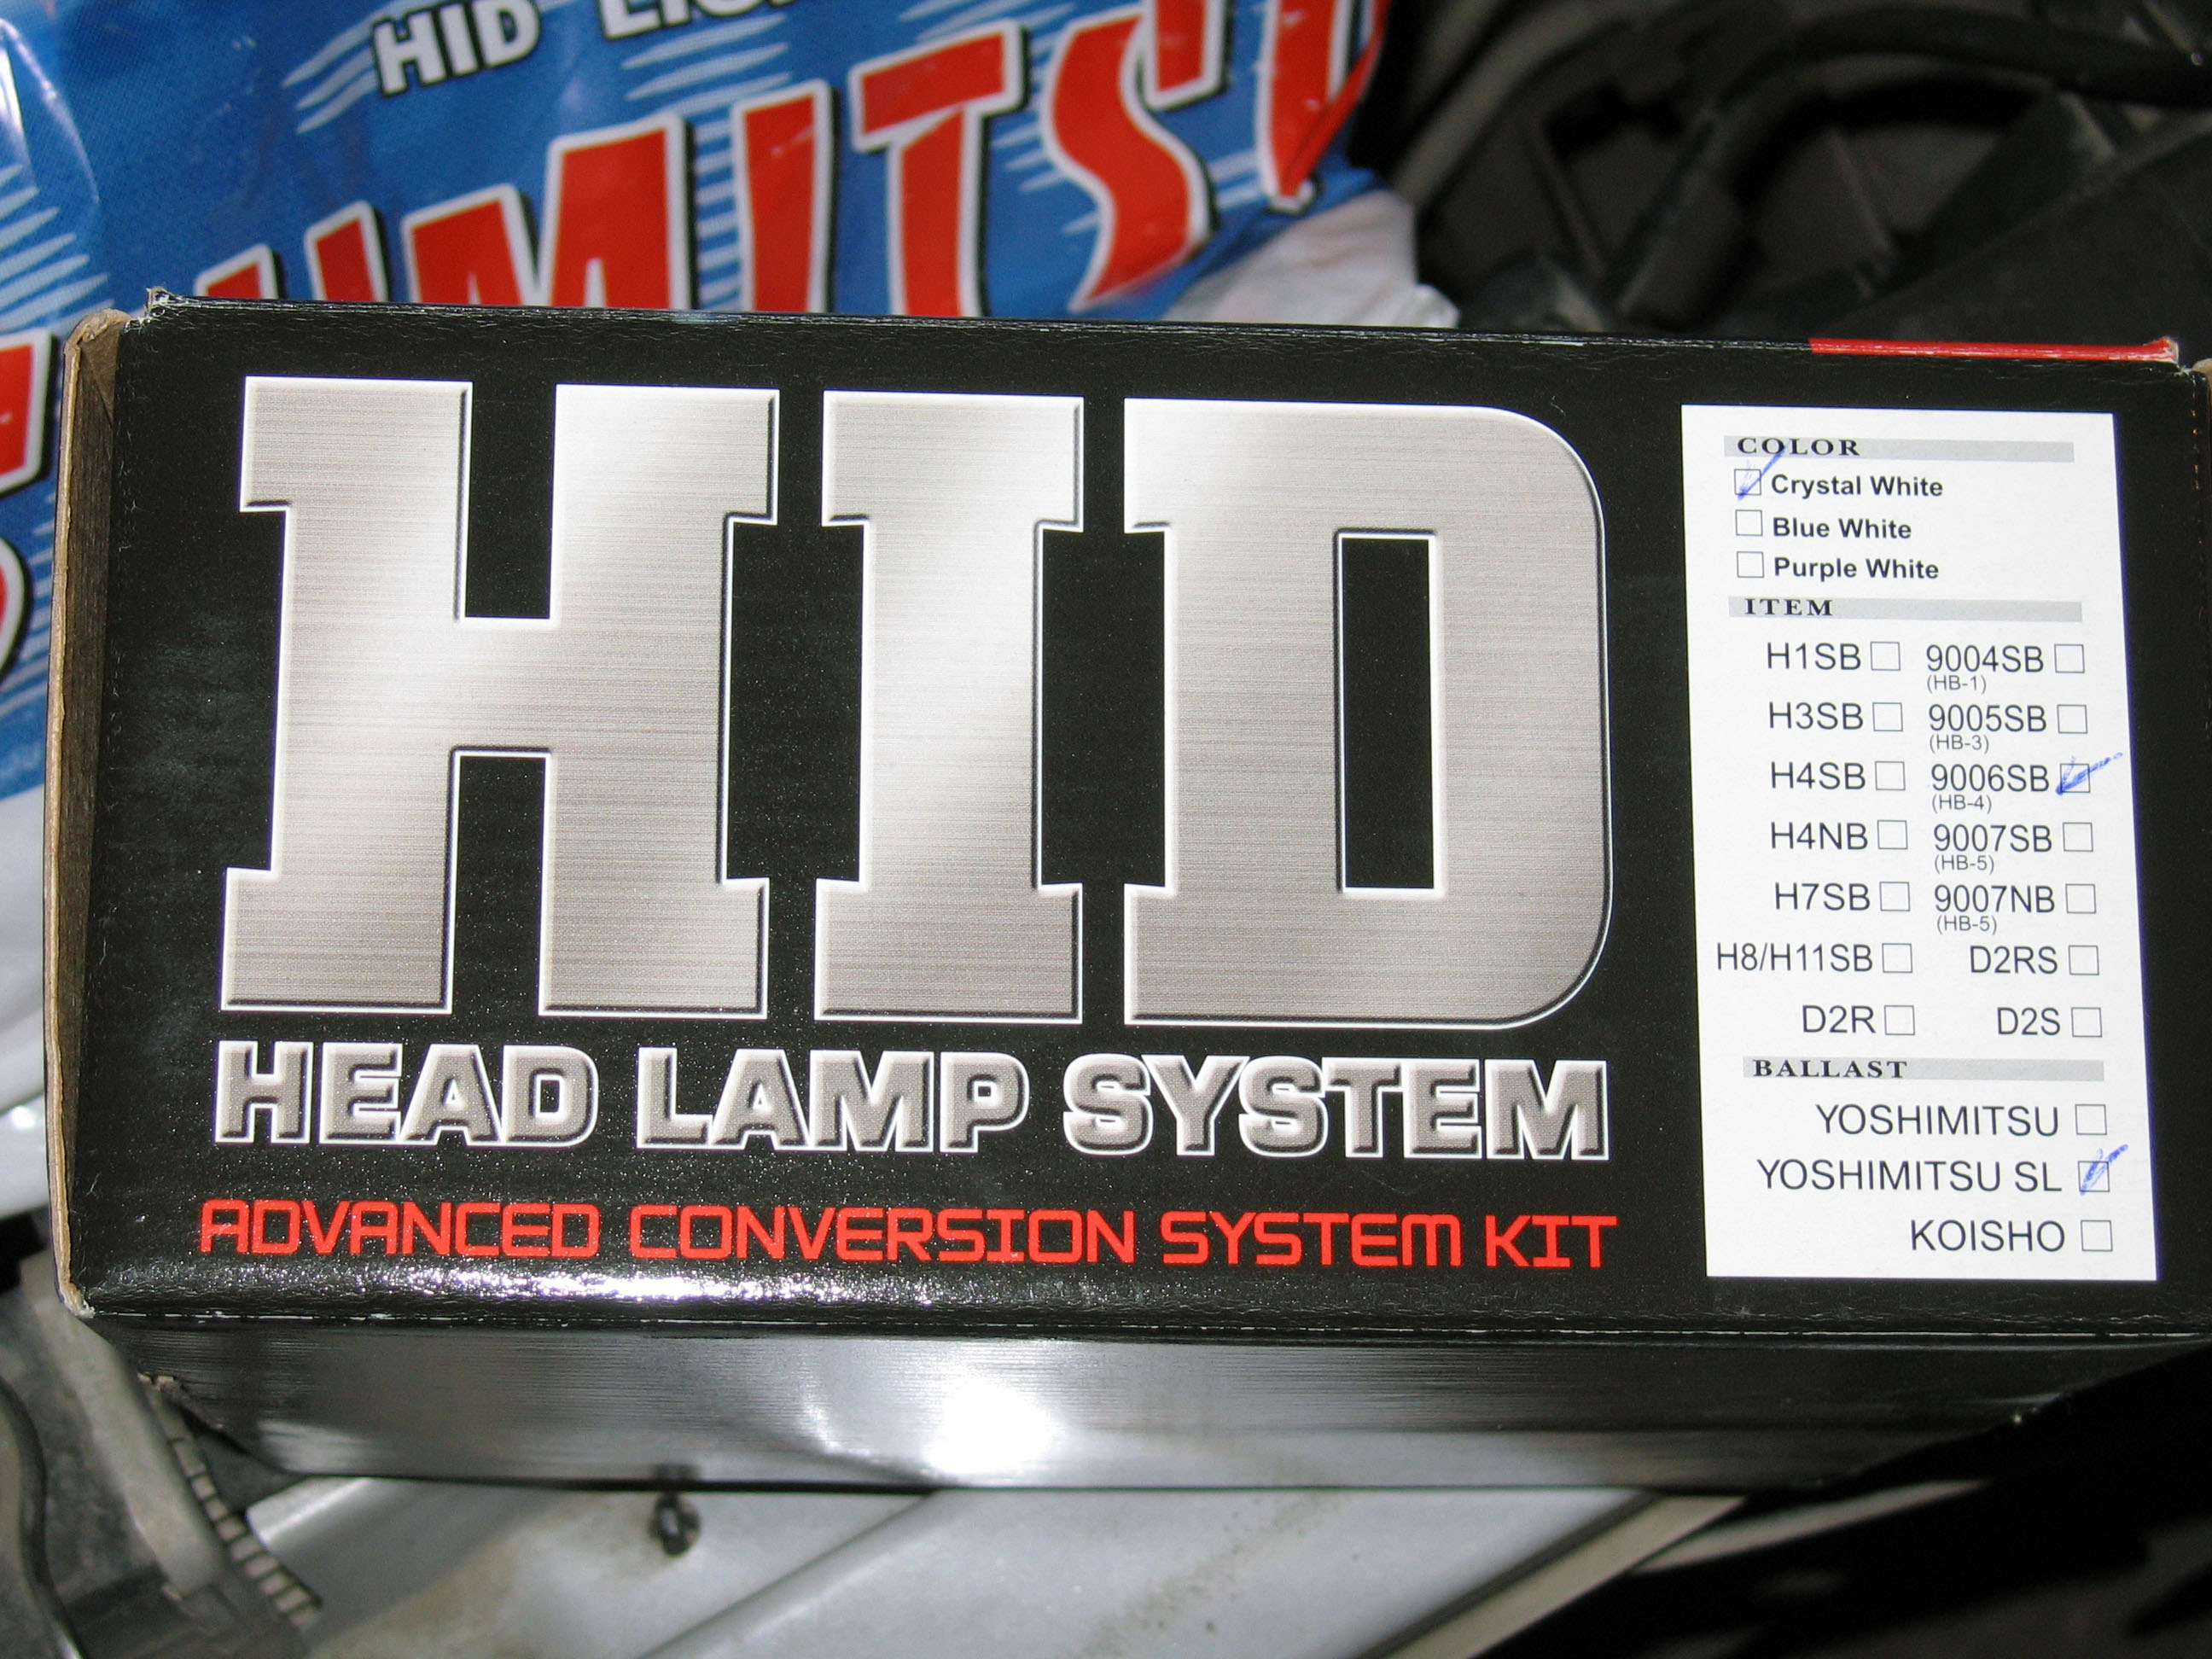 HID
HID
HEAD LAMP SYSTEM
ADVANCED CONVERSION SYSTEM KIT
COLOR
Crystal White
Blue White
Purple White
ITEM
H1SB 9004SB
(HB-1)
H3SB 9005SB
(HB-3)
H4SB 9006SB
(HB-4)
H4NB 9007SB
(HB-5)
H7SB 9007NB
(HB-5)
H8/H11SB D2RS
D2R D2S
BALLAST
YOSHIMITSU
YOSHIMITSU SL
KOISHO